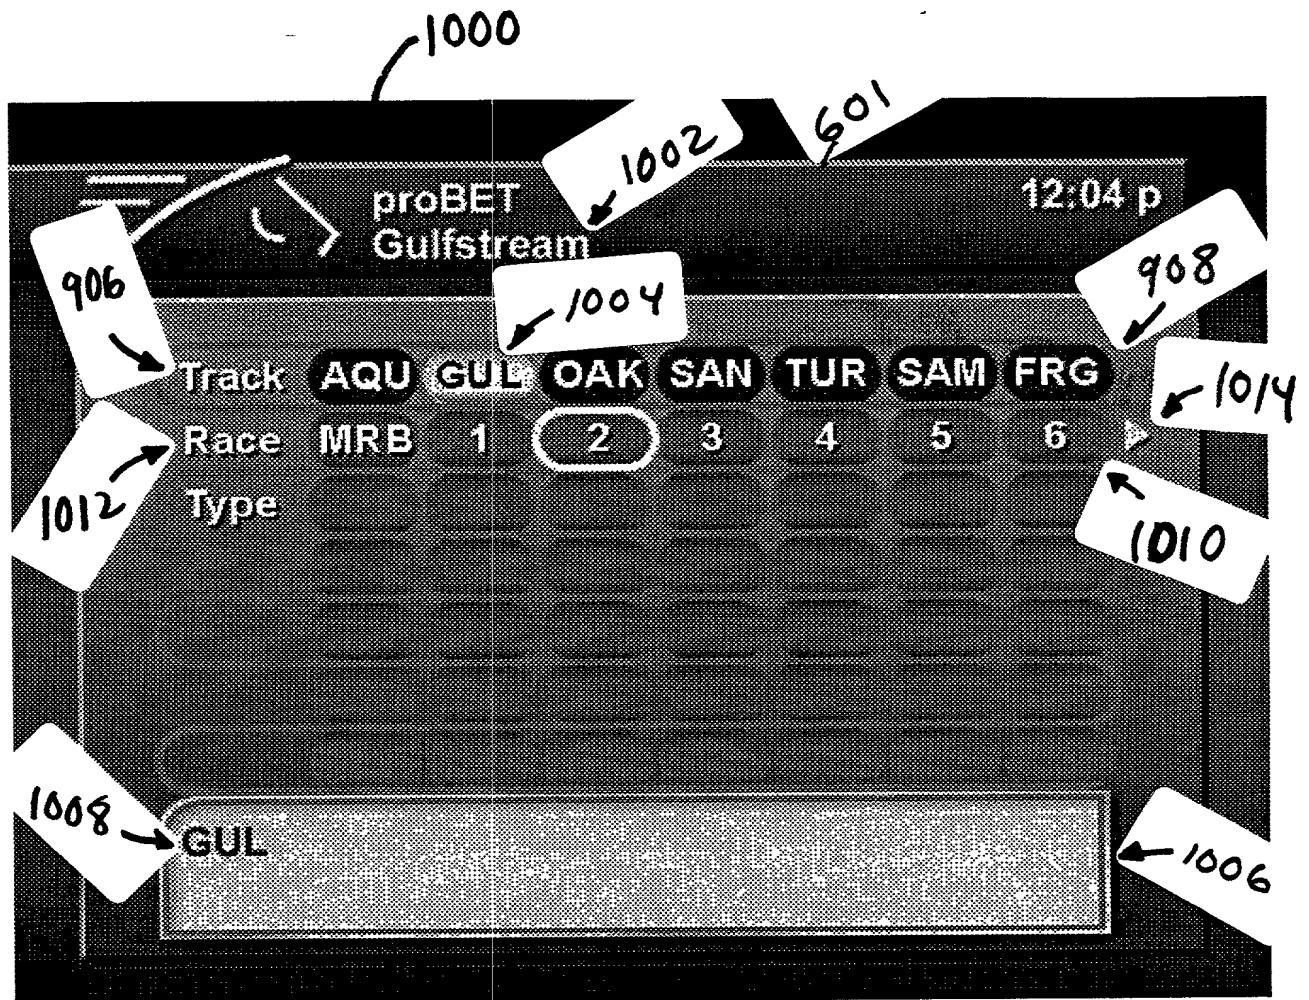 1000
601
1002
proBET
12:04 p
Gulfstream
906
1004
908
Track AQU GUL OAK SAN TUR SAM FRG
1014
Race MRB 1 2 3 4 5 6
1012
Type
1010
1008
GUL
1006